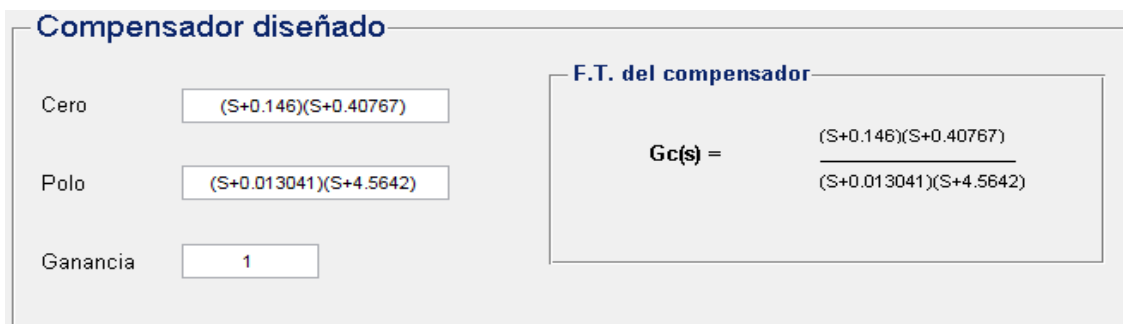 Compensador diseñado
Cero
(S+0.146)(S+0.40767)
Polo
(S+0.013041)(S+4.5642)
Ganancia
1
F.T. del compensador
Gc(s) =
(S+0.146)(S+0.40767)
(S+0.013041)(S+4.5642)